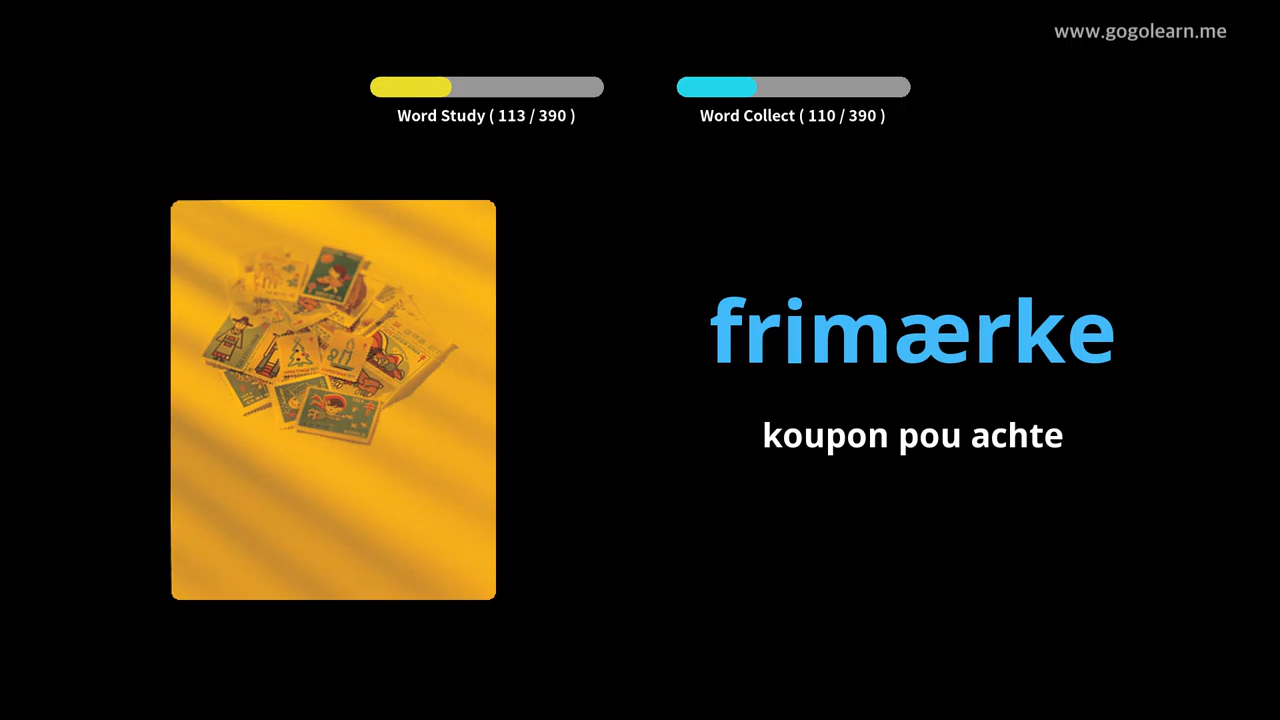 www.gogolearn.me
Word Study ( 113 / 390 )
Word Collect ( 110 / 390 )
frimærke
koupon pou achte